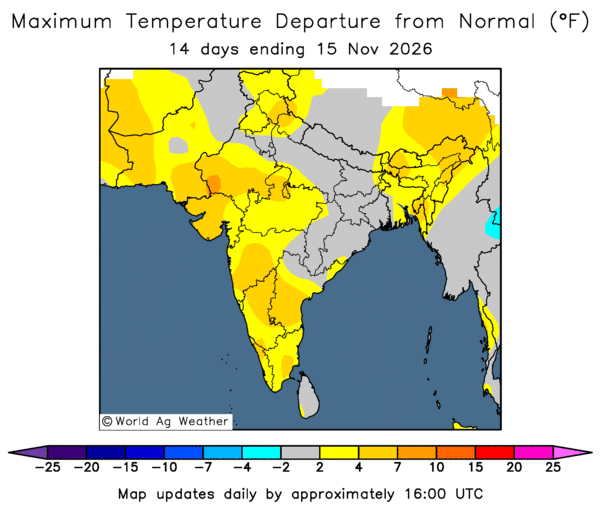 Maximum Temperature Departure from Normal (°F)
14 days ending 15 Nov 2026
©World Ag Weather
-25 -20 -15 -10 -7 -4 -2 2 4 7 10 15 20 25
Map updates daily by approximately 16:00 UTC